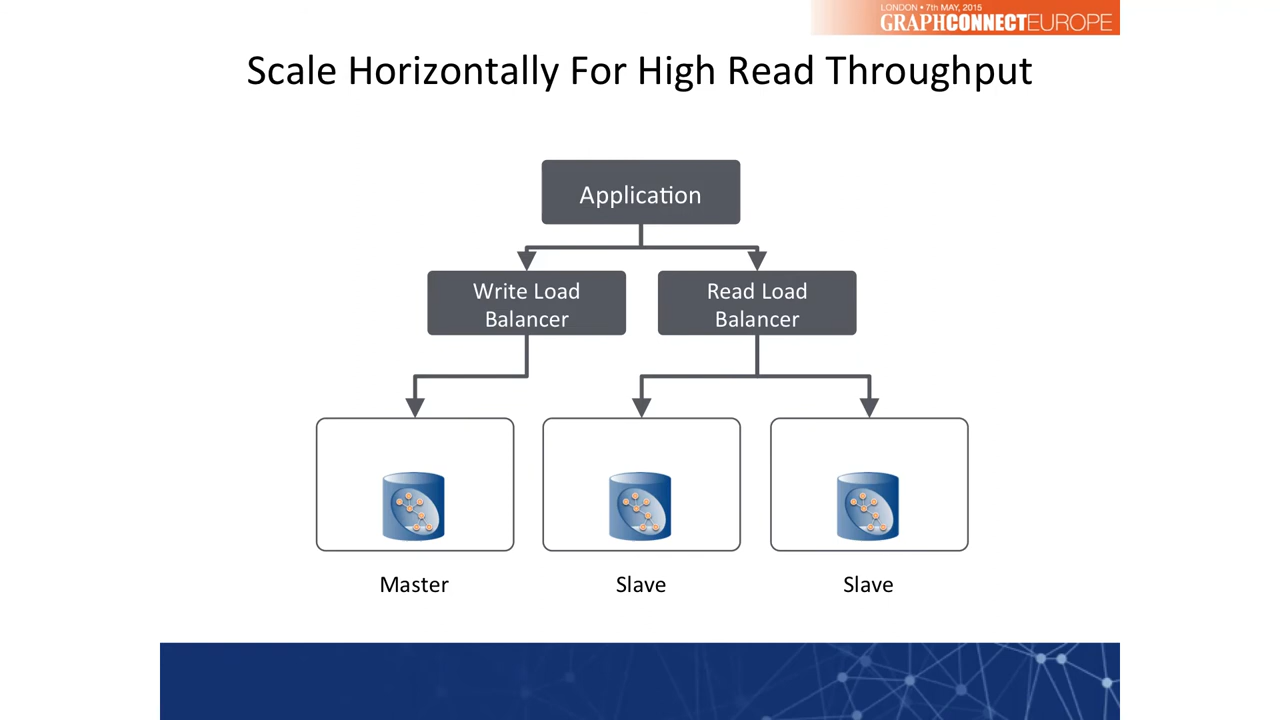 LONDON • 7th MAY, 2015
GRAPHCONNECTEUROPE
Scale Horizontally For High Read Throughput
Application
Write Load
Balancer
Read Load
Balancer
Master
Slave
Slave